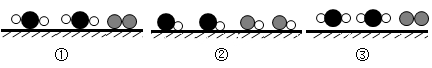 ① ② ③